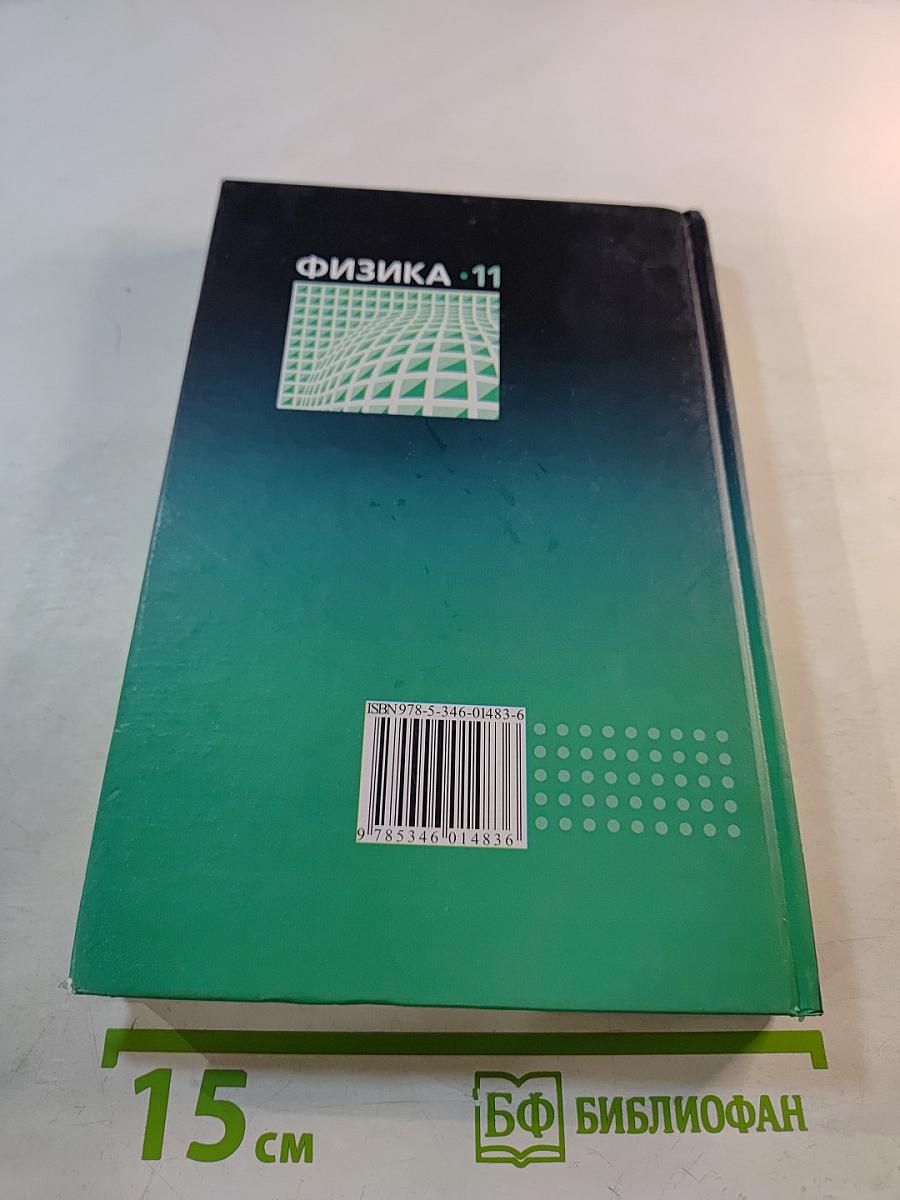 ФИЗИКА · 11
ISBN 978-5-346-01483-6
9 785346 014836
15 см
БФ БИБЛИОФАН